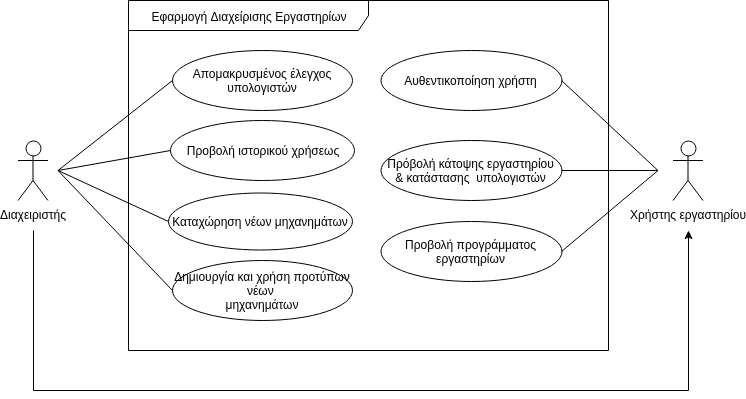 Εφαρμογή Διαχείρισης Εργαστηρίων
Απομακρυσμένος έλεγχος
υπολογιστών
Προβολή ιστορικού χρήσεως
Καταχώρηση νέων μηχανημάτων
Δημιουργία και χρήση προτύπων
νέων
μηχανημάτων
Αυθεντικοποίηση χρήστη
Πρόβολή κάτοψης εργαστηρίου
& κατάστασης υπολογιστών
Προβολή προγράμματος
εργαστηρίων
Διαχειριστής
Χρήστης εργαστηρίου